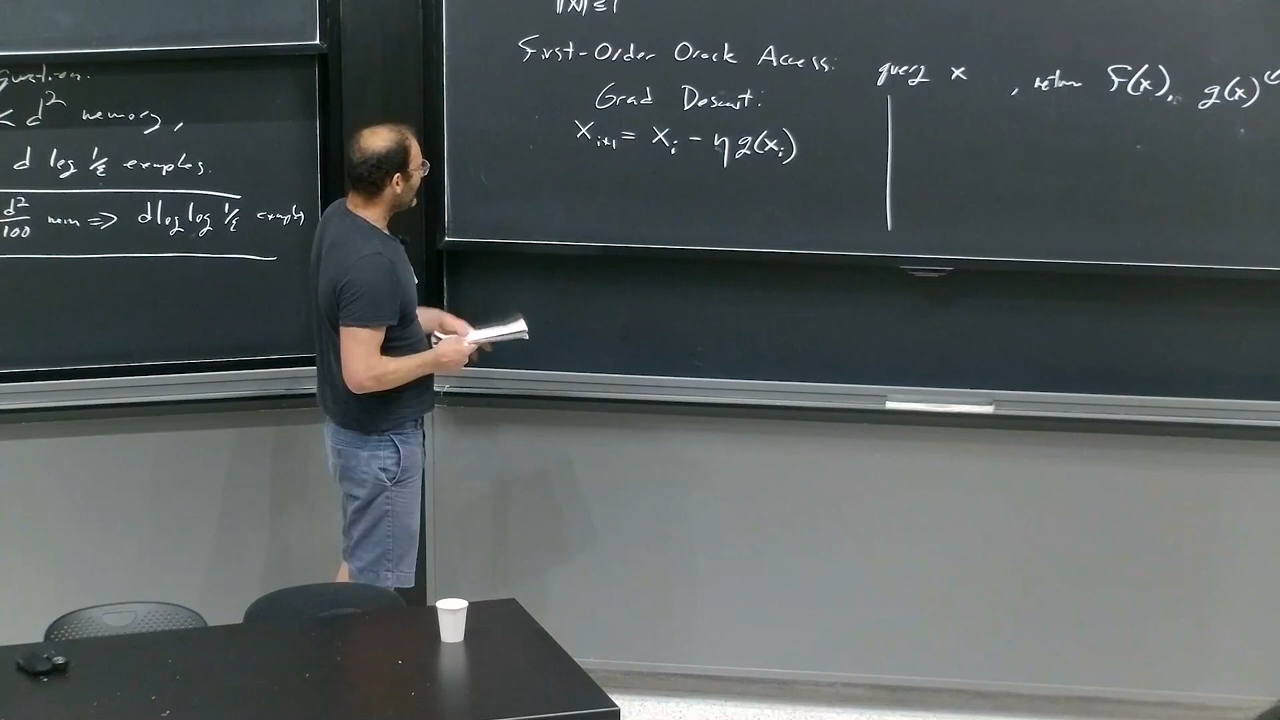 < d² memory,
d log 1/ε examples.
d²/100 mem => d log log 1/ε examples
||x|| ≤ 1
First-Order Oracle Access: query x , return f(x), g(x)
Grad Descent:
x_{i+1} = x_i - η g(x_i)